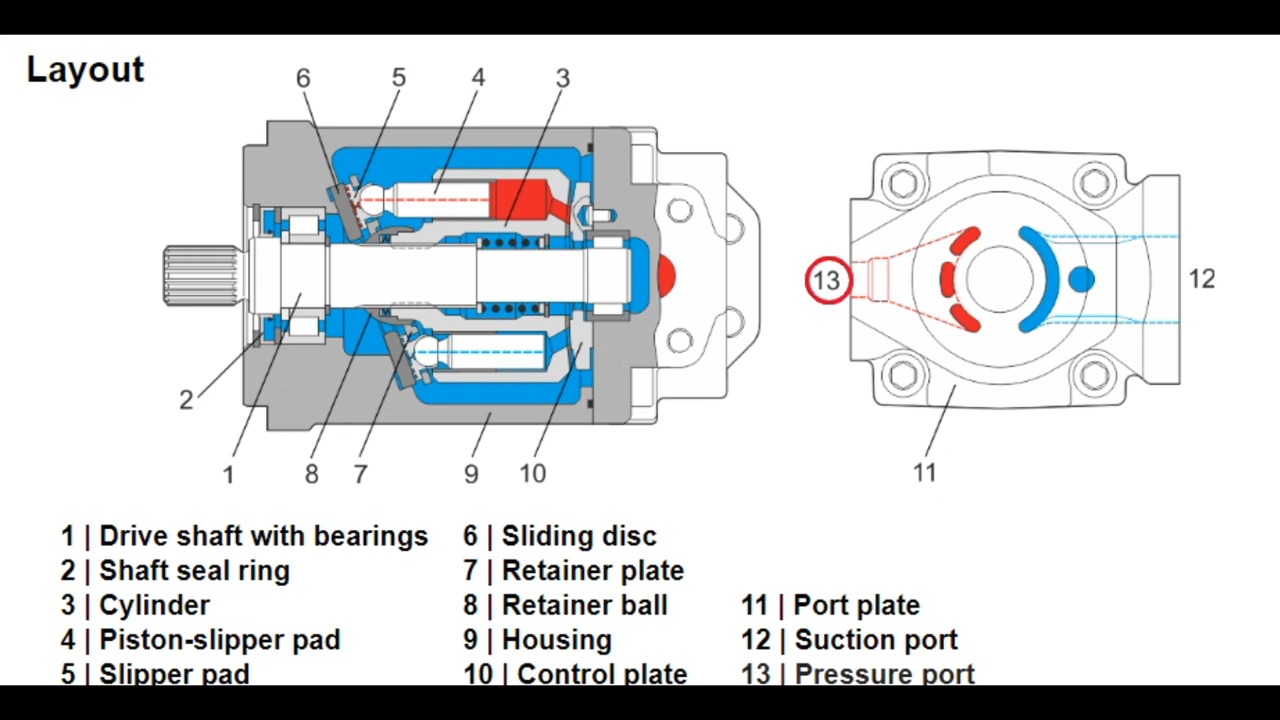 Layout
6 5 4 3
13 12
2
1 8 7 9 10 11
1 | Drive shaft with bearings
2 | Shaft seal ring
3 | Cylinder
4 | Piston-slipper pad
5 | Slipper pad
6 | Sliding disc
7 | Retainer plate
8 | Retainer ball
9 | Housing
10 | Control plate
11 | Port plate
12 | Suction port
13 | Pressure port